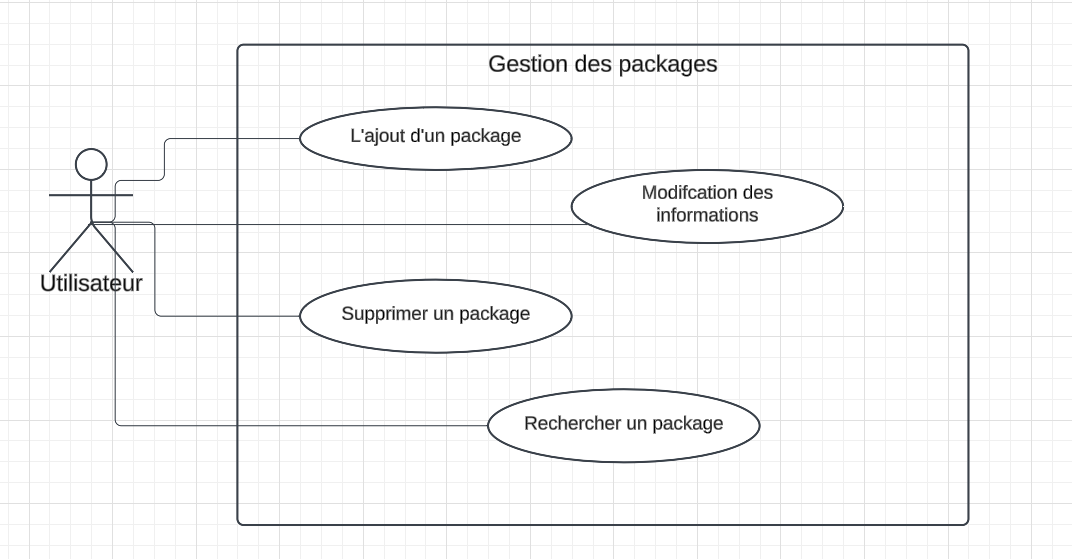 Gestion des packages
L'ajout d'un package
Modifcation des
informations
Utilisateur
Supprimer un package
Rechercher un package